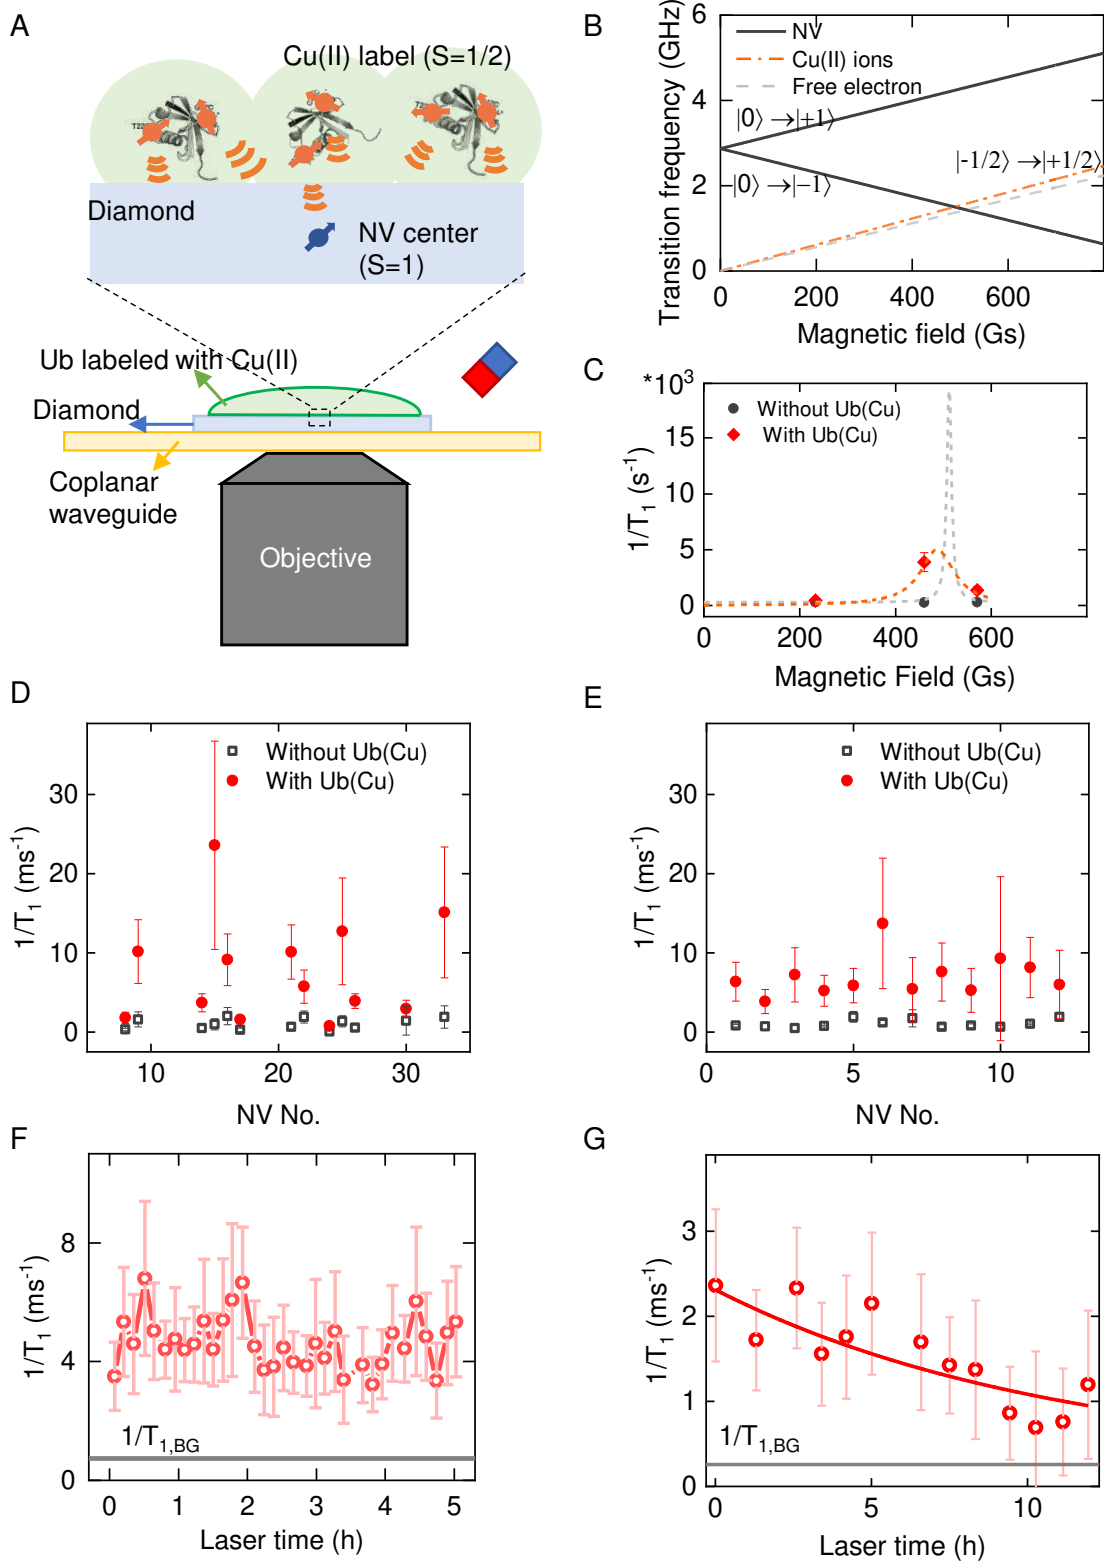 A
Cu(II) label (S=1/2)
T22
G76C
Diamond
NV center
(S=1)
Ub labeled with Cu(II)
Diamond
Coplanar
waveguide
Objective
B
Transition frequency (GHz)
6
4
2
0
NV
Cu(II) ions
Free electron
|0⟩ →|+1⟩
|0⟩ →|−1⟩
|-1/2⟩ →|+1/2⟩
0 200 400 600
Magnetic field (Gs)
C
*10³
15
10
5
0
1/T₁ (s⁻¹)
Without Ub(Cu)
With Ub(Cu)
0 200 400 600
Magnetic Field (Gs)
D
Without Ub(Cu)
With Ub(Cu)
30
20
10
0
1/T₁ (ms⁻¹)
10 20 30
NV No.
E
Without Ub(Cu)
With Ub(Cu)
30
20
10
0
1/T₁ (ms⁻¹)
0 5 10
NV No.
F
8
4
0
1/T₁ (ms⁻¹)
1/T₁,BG
0 1 2 3 4 5
Laser time (h)
G
3
2
1
0
1/T₁ (ms⁻¹)
1/T₁,BG
0 5 10
Laser time (h)